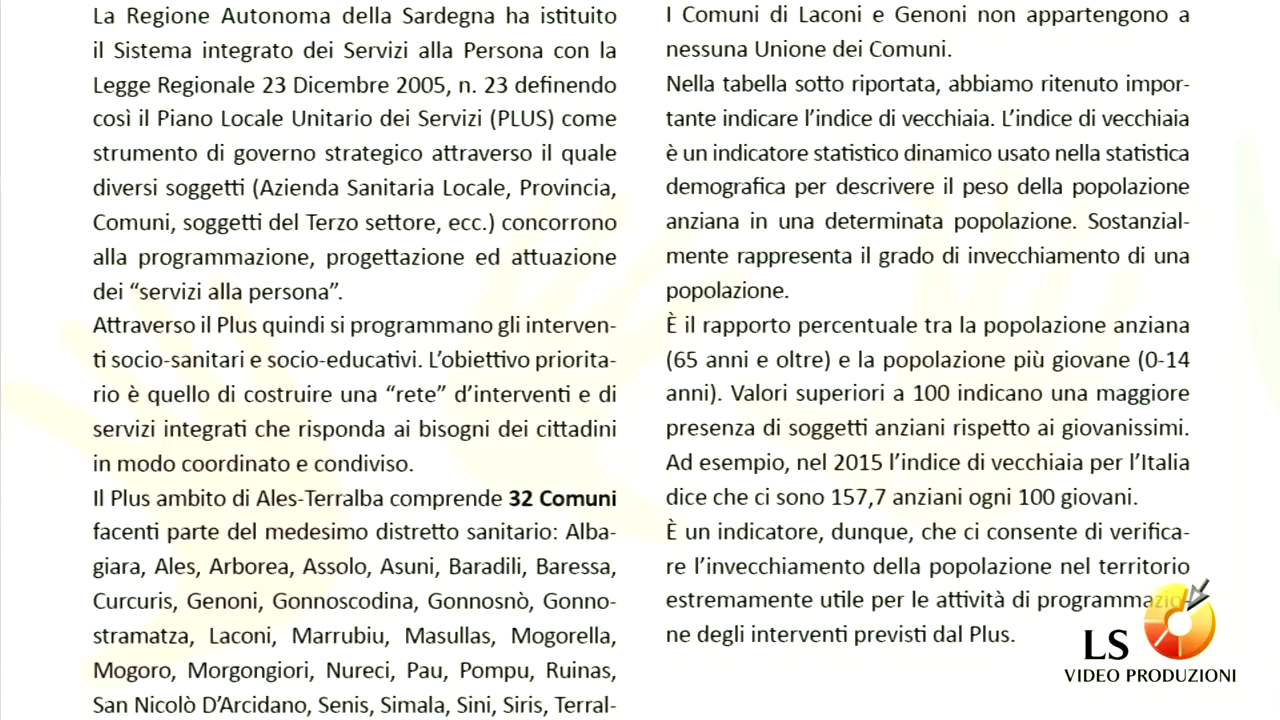 La Regione Autonoma della Sardegna ha istituito
il Sistema integrato dei Servizi alla Persona con la
Legge Regionale 23 Dicembre 2005, n. 23 definendo
così il Piano Locale Unitario dei Servizi (PLUS) come
strumento di governo strategico attraverso il quale
diversi soggetti (Azienda Sanitaria Locale, Provincia,
Comuni, soggetti del Terzo settore, ecc.) concorrono
alla programmazione, progettazione ed attuazione
dei “servizi alla persona”.
Attraverso il Plus quindi si programmano gli interven-
ti socio-sanitari e socio-educativi. L’obiettivo priorita-
rio è quello di costruire una “rete” d’interventi e di
servizi integrati che risponda ai bisogni dei cittadini
in modo coordinato e condiviso.
Il Plus ambito di Ales-Terralba comprende 32 Comuni
facenti parte del medesimo distretto sanitario: Alba-
giara, Ales, Arborea, Assolo, Asuni, Baradili, Baressa,
Curcuris, Genoni, Gonnoscodina, Gonnosnò, Gonno-
stramatza, Laconi, Marrubiu, Masullas, Mogorella,
Mogoro, Morgongiori, Nureci, Pau, Pompu, Ruinas,
San Nicolò D’Arcidano, Senis, Simala, Sini, Siris, Terral-
I Comuni di Laconi e Genoni non appartengono a
nessuna Unione dei Comuni.
Nella tabella sotto riportata, abbiamo ritenuto impor-
tante indicare l’indice di vecchiaia. L’indice di vecchiaia
è un indicatore statistico dinamico usato nella statistica
demografica per descrivere il peso della popolazione
anziana in una determinata popolazione. Sostanzial-
mente rappresenta il grado di invecchiamento di una
popolazione.
È il rapporto percentuale tra la popolazione anziana
(65 anni e oltre) e la popolazione più giovane (0-14
anni). Valori superiori a 100 indicano una maggiore
presenza di soggetti anziani rispetto ai giovanissimi.
Ad esempio, nel 2015 l’indice di vecchiaia per l’Italia
dice che ci sono 157,7 anziani ogni 100 giovani.
È un indicatore, dunque, che ci consente di verifica-
re l’invecchiamento della popolazione nel territorio
estremamente utile per le attività di programmazio-
ne degli interventi previsti dal Plus.
LS
VIDEO PRODUZIONI